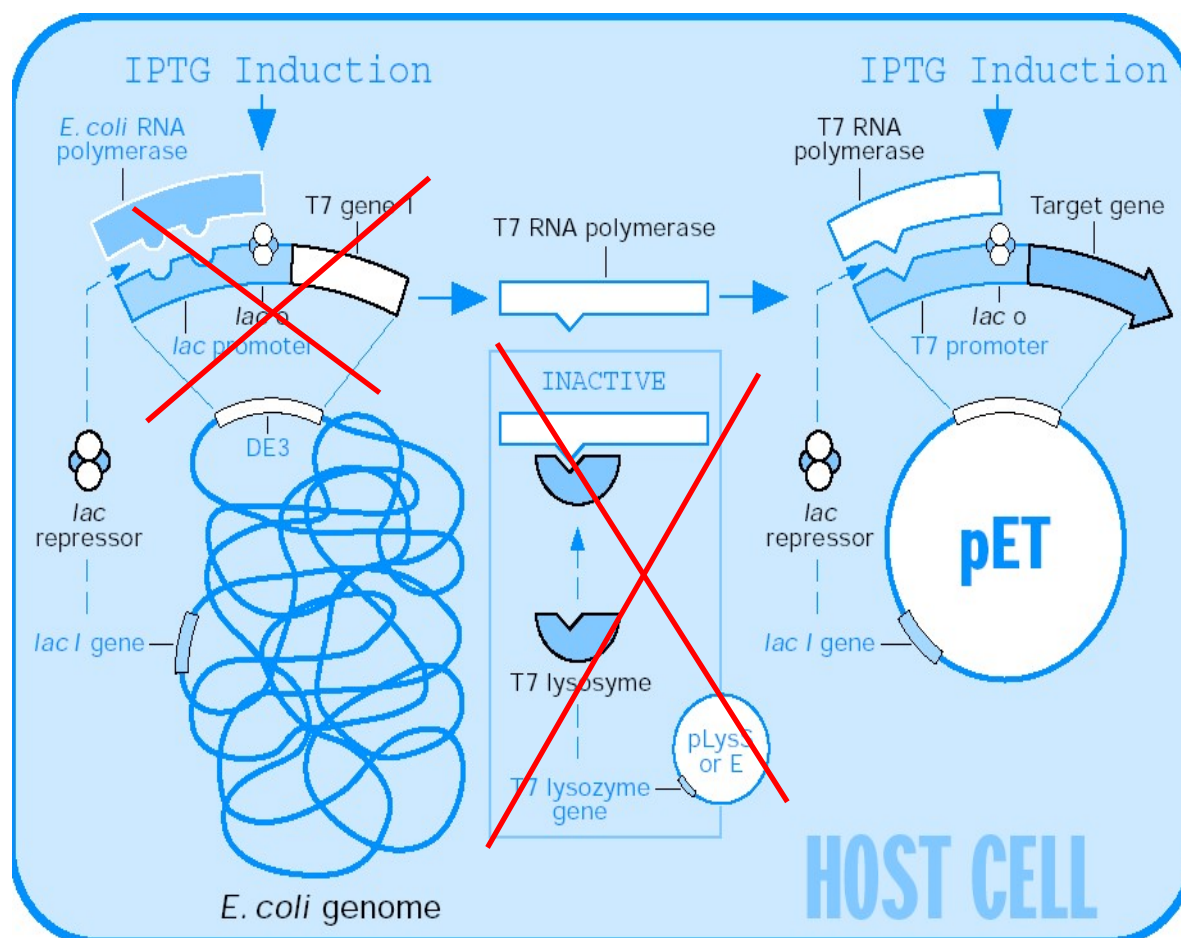 IPTG Induction
IPTG Induction
E. coli RNA
polymerase
T7 RNA
polymerase
T7 gene 1
T7 RNA polymerase
Target gene
lac o
lac promoter
lac o
T7 promoter
INACTIVE
DE3
lac
repressor
lac
repressor
pET
lac I gene
lac I gene
T7 lysosyme
pLysS
or E
T7 lysozyme
gene
E. coli genome
HOST CELL